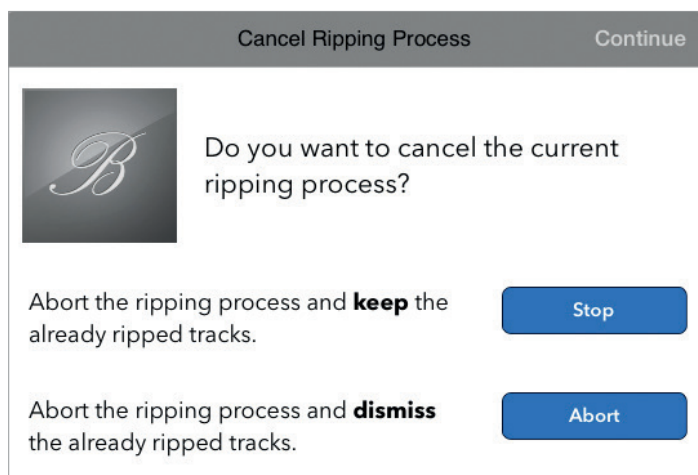 Cancel Ripping Process Continue
B
Do you want to cancel the current
ripping process?
Abort the ripping process and keep the
already ripped tracks.
Stop
Abort the ripping process and dismiss
the already ripped tracks.
Abort